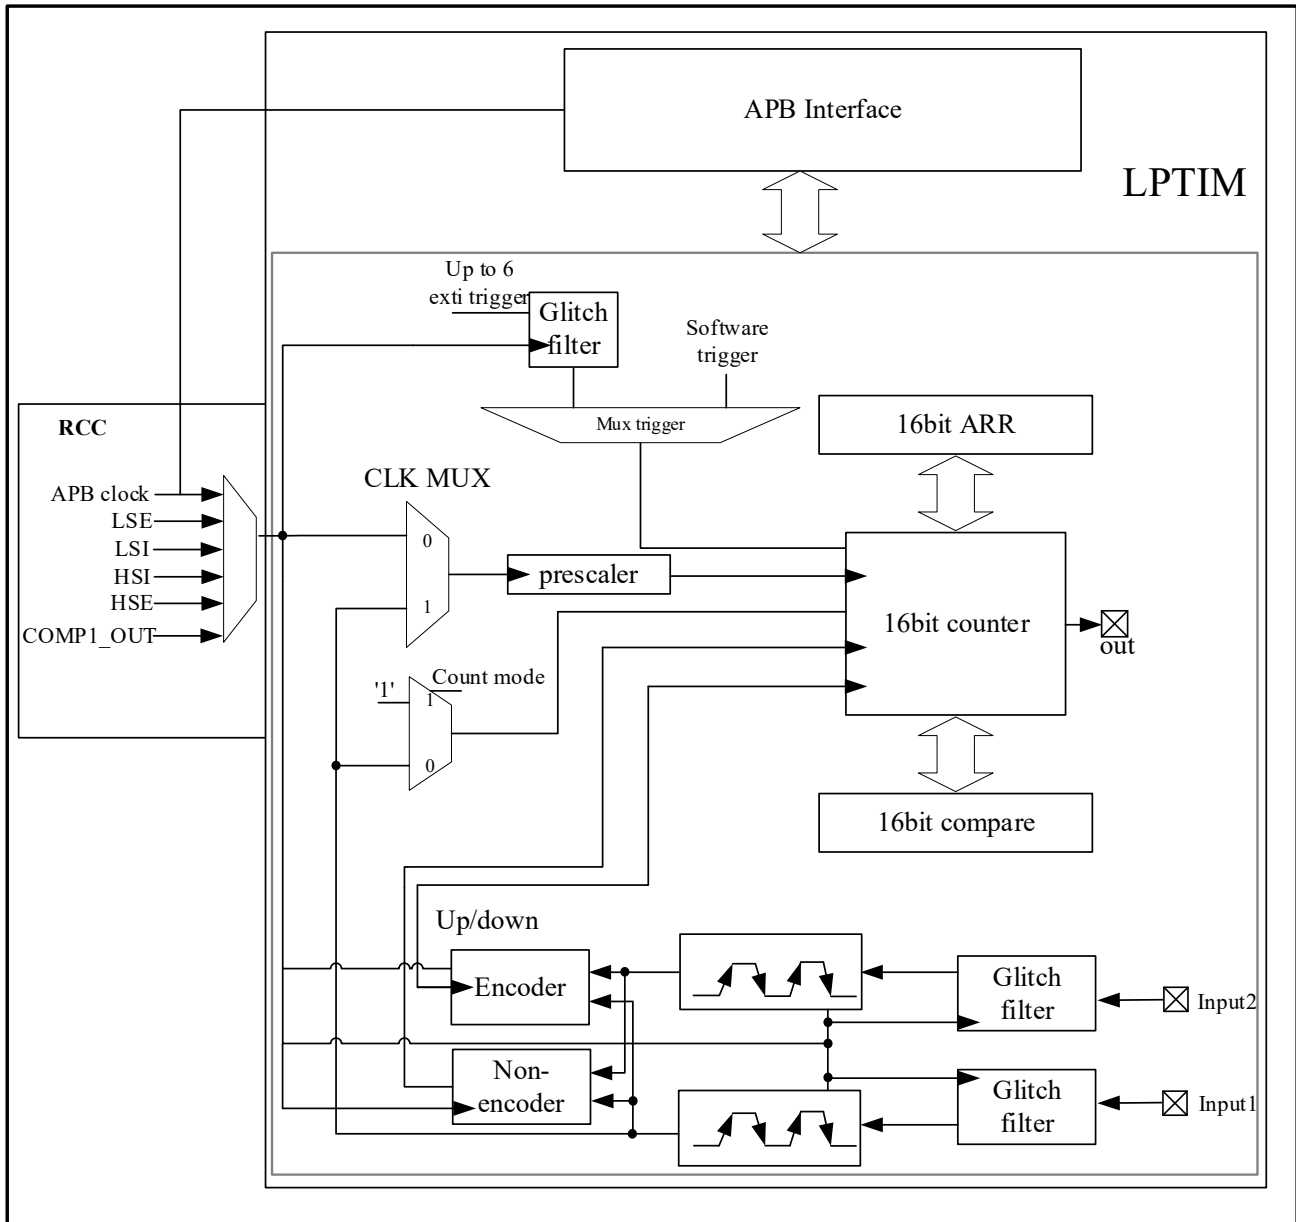 APB Interface
LPTIM
Up to 6
exti trigger
Glitch
filter
Software
trigger
Mux trigger
16bit ARR
RCC
CLK MUX
APB clock
LSE
LSI
HSI
HSE
COMP1_OUT
0
1
prescaler
16bit counter
out
'1'
Count mode
1
0
16bit compare
Up/down
Encoder
Glitch
filter
Input2
Non-
encoder
Glitch
filter
Input1